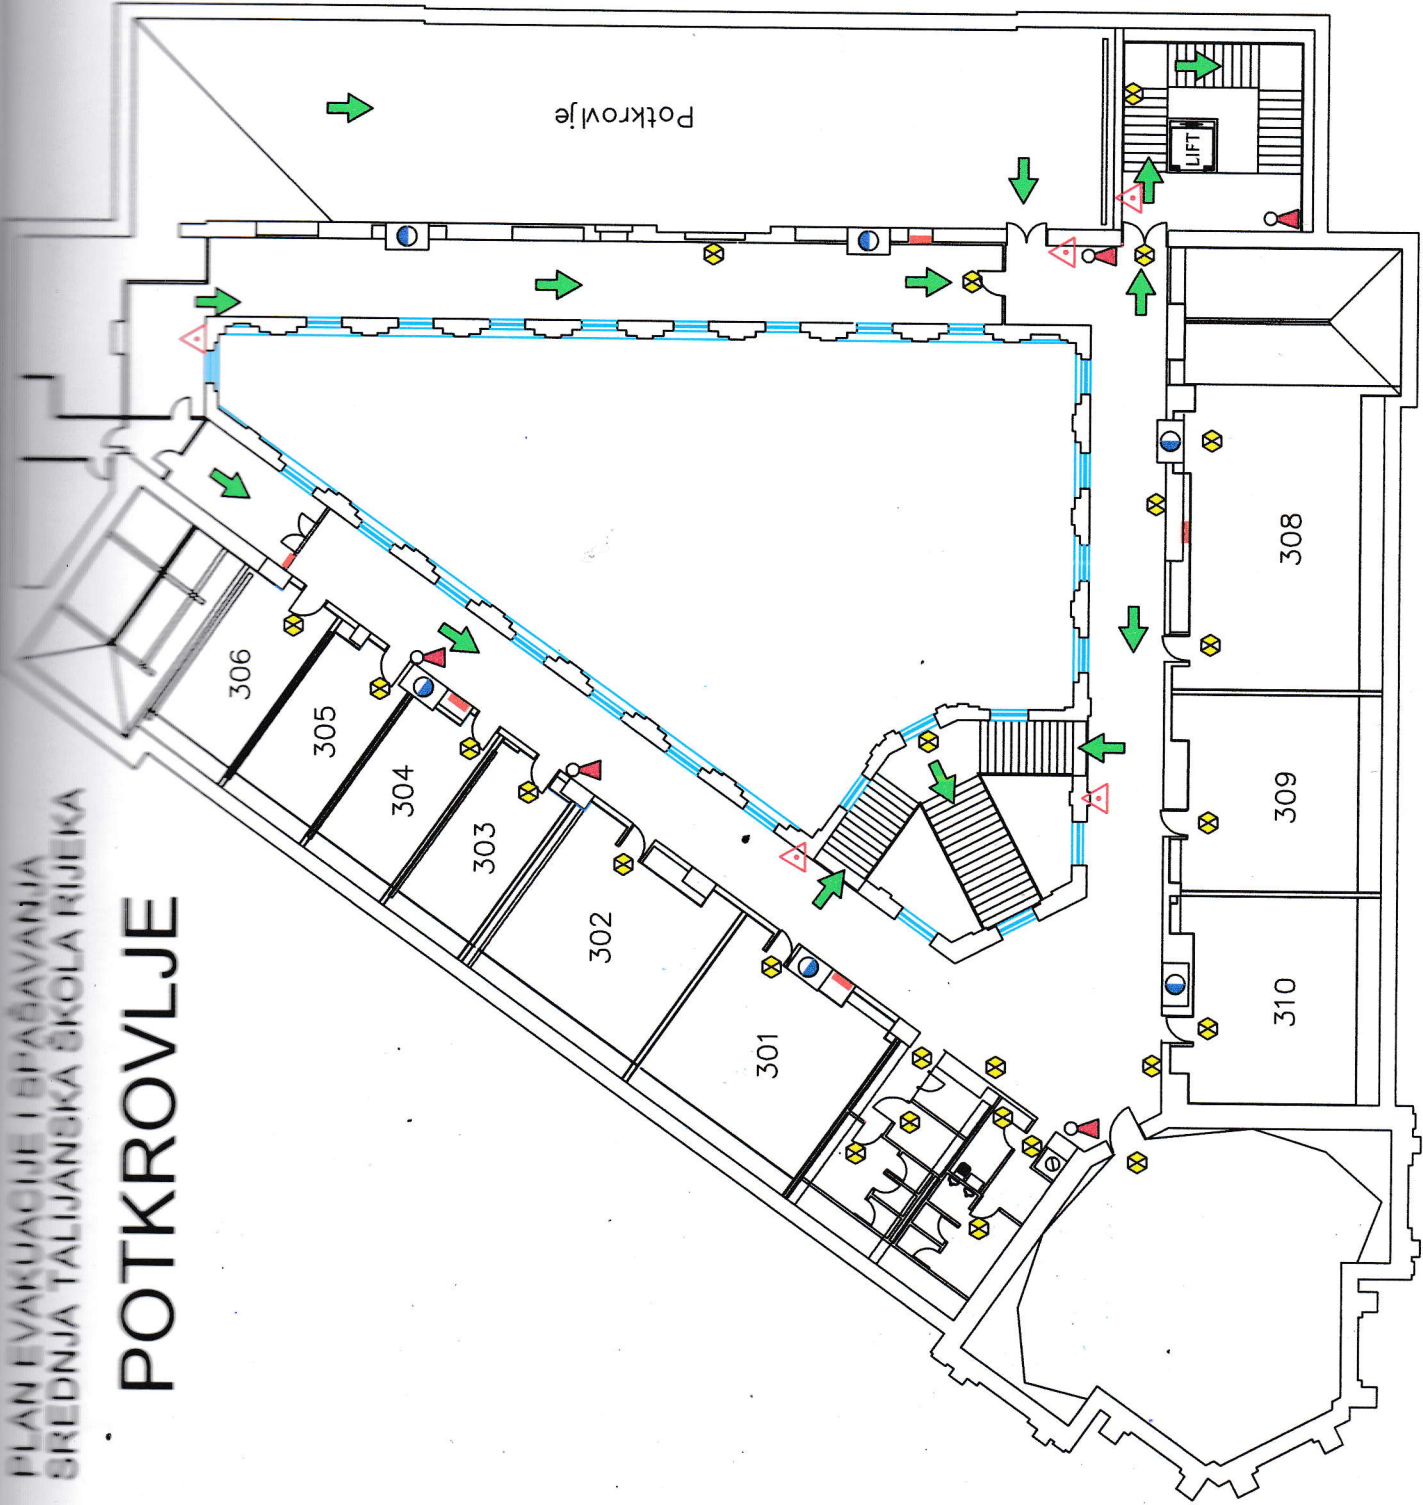 PLAN EVAKUACIJE I SPAŠAVANJA
SREDNJA TALIJANSKA ŠKOLA RIJEKA
POTKROVLJE
Potkrovlje
LIFT
306
305
304
303
302
301
308
309
310